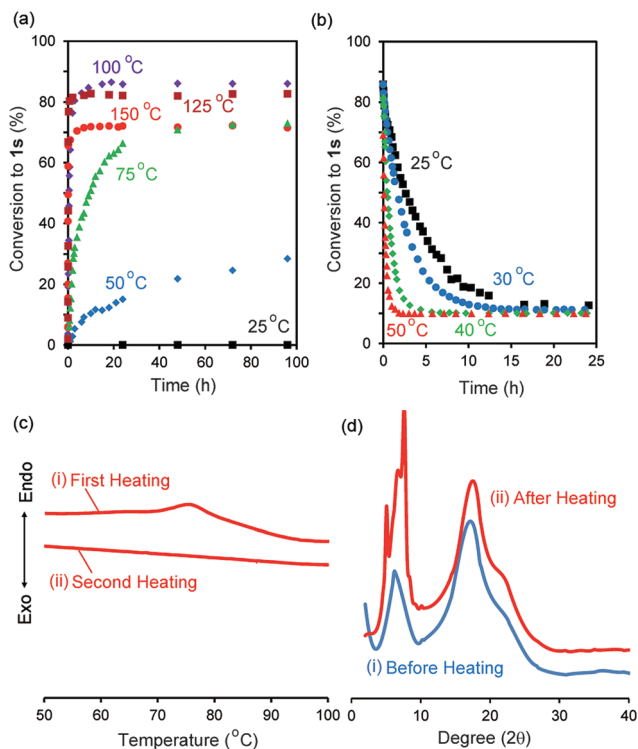 (a)
100
80
60
40
20
0
Conversion to 1s (%)
100 °C
125 °C
150 °C
75 °C
50 °C
25 °C
0 20 40 60 80 100
Time (h)
(b)
100
80
60
40
20
0
Conversion to 1s (%)
25 °C
30 °C
50 °C 40 °C
0 5 10 15 20 25
Time (h)
(c)
Endo
Exo
(i) First Heating
(ii) Second Heating
50 60 70 80 90 100
Temperature (°C)
(d)
(ii) After Heating
(i) Before Heating
0 10 20 30 40
Degree (2θ)